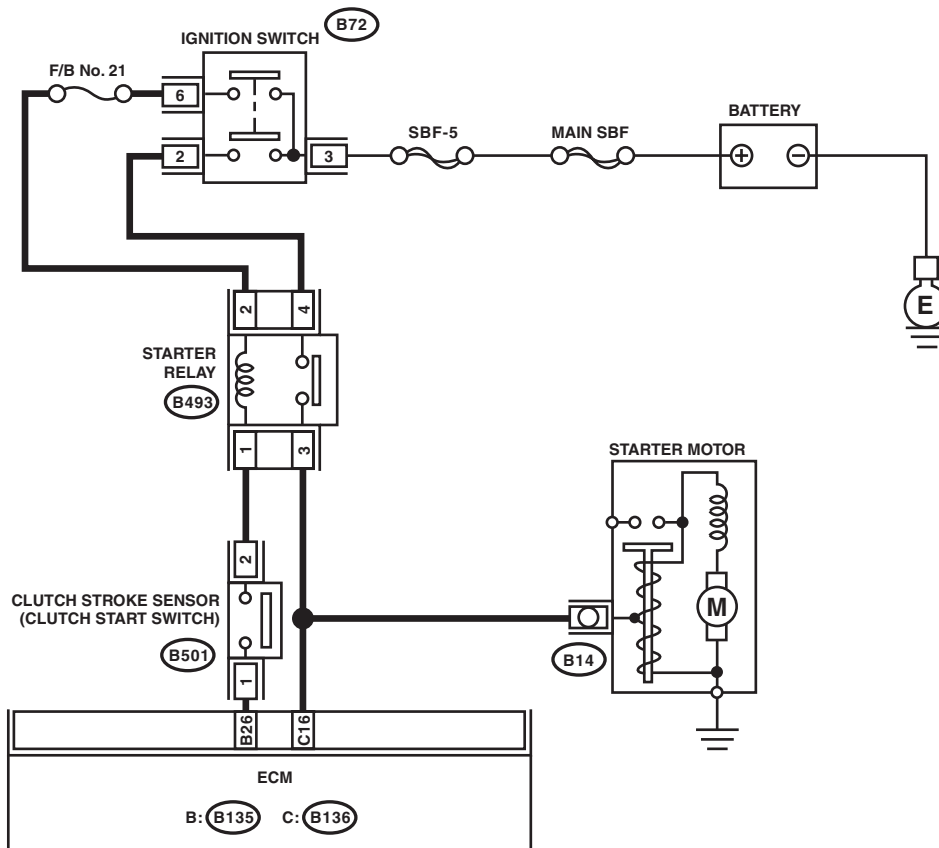 B72
IGNITION SWITCH
F/B No. 21
6
2
3
SBF-5
MAIN SBF
BATTERY
+
−
E
2
4
STARTER
RELAY
B493
1
3
STARTER MOTOR
M
B14
2
CLUTCH STROKE SENSOR
(CLUTCH START SWITCH)
B501
1
B26
C16
ECM
B: B135 C: B136